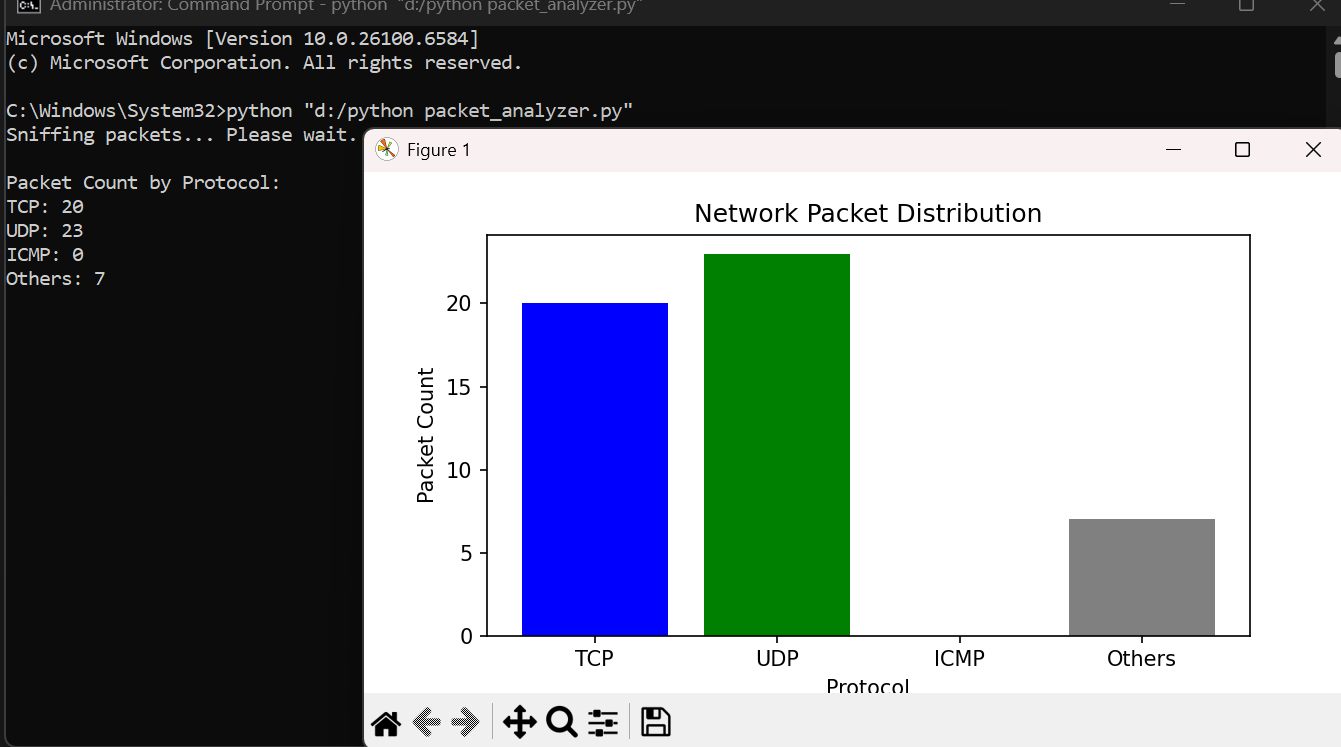 Administrator: Command Prompt - python "d:/python packet_analyzer.py"
Microsoft Windows [Version 10.0.26100.6584]
(c) Microsoft Corporation. All rights reserved.
C:\Windows\System32>python "d:/python packet_analyzer.py"
Sniffing packets... Please wait.
Packet Count by Protocol:
TCP: 20
UDP: 23
ICMP: 0
Others: 7
Figure 1
Network Packet Distribution
Packet Count
20
15
10
5
0
TCP UDP ICMP Others
Protocol